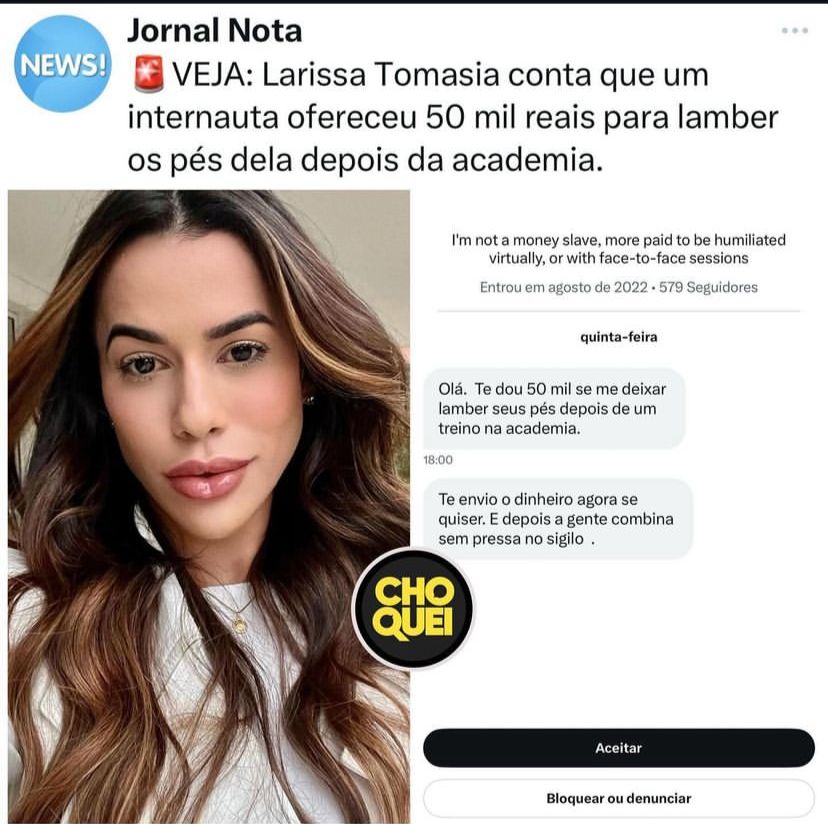 NEWS!
Jornal Nota
🚨 VEJA: Larissa Tomasia conta que um
internauta ofereceu 50 mil reais para lamber
os pés dela depois da academia.
I'm not a money slave, more paid to be humiliated
virtually, or with face-to-face sessions
Entrou em agosto de 2022 • 579 Seguidores
quinta-feira
Olá.  Te dou 50 mil se me deixar
lamber seus pés depois de um
treino na academia.
18:00
Te envio o dinheiro agora se
quiser. E depois a gente combina
sem pressa no sigilo  .
CHO
QUEI
Aceitar
Bloquear ou denunciar